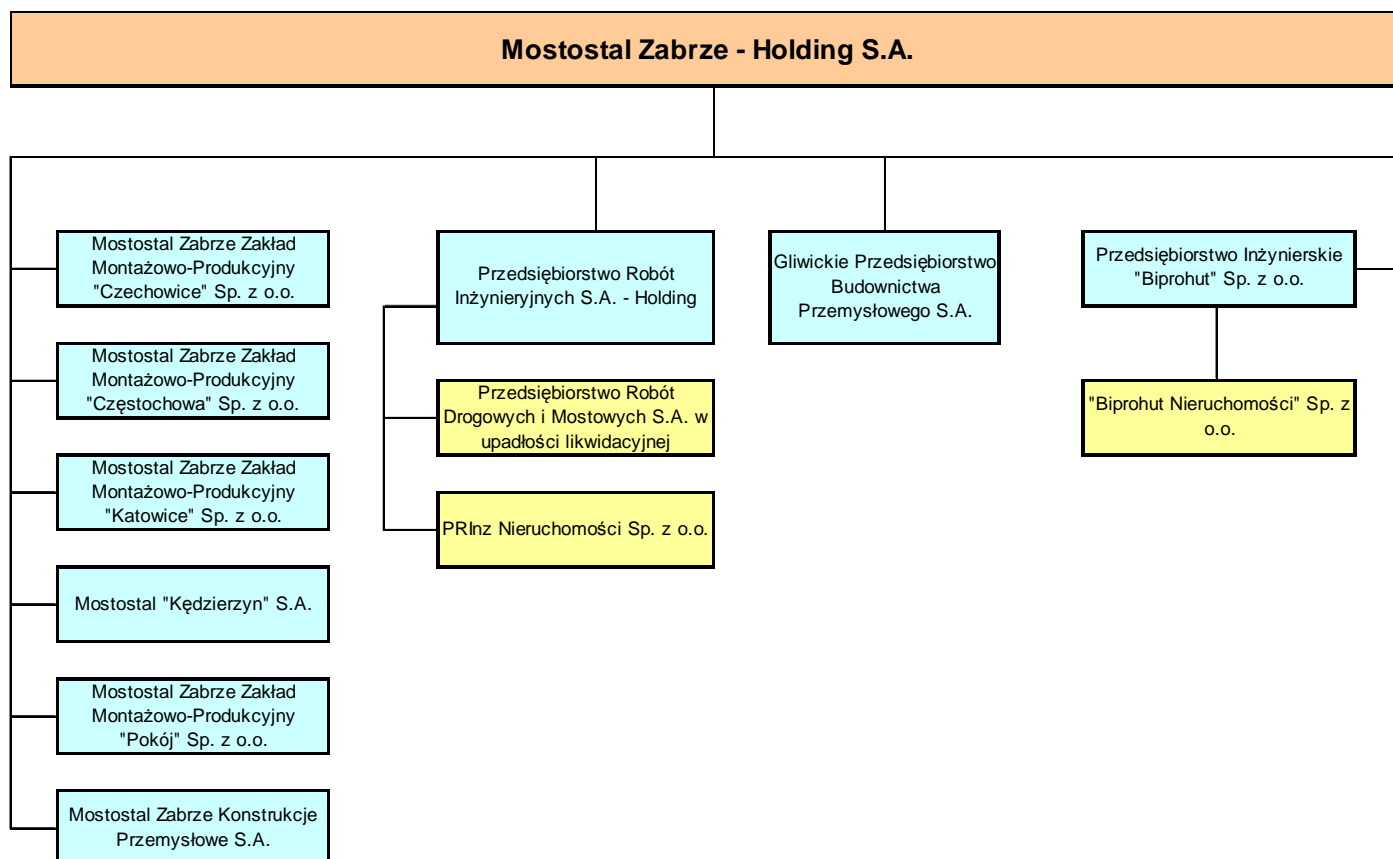 Mostostal Zabrze - Holding S.A.
Mostostal Zabrze Zakład
Montażowo-Produkcyjny
"Czechowice" Sp. z o.o.
Mostostal Zabrze Zakład
Montażowo-Produkcyjny
"Częstochowa" Sp. z o.o.
Mostostal Zabrze Zakład
Montażowo-Produkcyjny
"Katowice" Sp. z o.o.
Mostostal "Kędzierzyn" S.A.
Mostostal Zabrze Zakład
Montażowo-Produkcyjny
"Pokój" Sp. z o.o.
Mostostal Zabrze Konstrukcje
Przemysłowe S.A.
Przedsiębiorstwo Robót
Inżynieryjnych S.A. - Holding
Przedsiębiorstwo Robót
Drogowych i Mostowych S.A. w
upadłości likwidacyjnej
PRInz Nieruchomości Sp. z o.o.
Gliwickie Przedsiębiorstwo
Budownictwa
Przemysłowego S.A.
Przedsiębiorstwo Inżynierskie
"Biprohut" Sp. z o.o.
"Biprohut Nieruchomości" Sp. z
o.o.